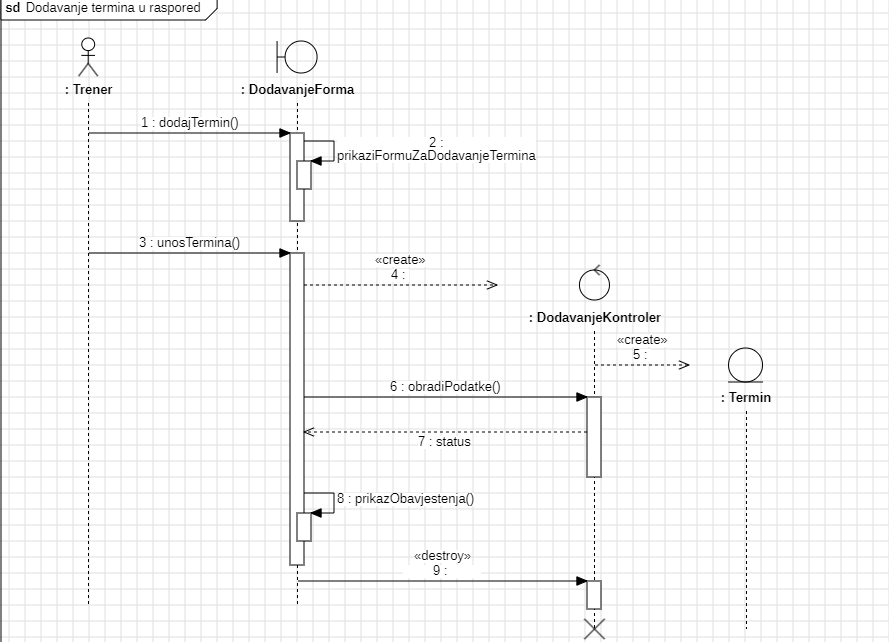 sd Dodavanje termina u raspored
: Trener
: DodavanjeForma
1 : dodajTermin()
2 :
prikaziFormuZaDodavanjeTermina
3 : unosTermina()
«create»
4 :
: DodavanjeKontroler
«create»
5 :
: Termin
6 : obradiPodatke()
7 : status
8 : prikazObavjestenja()
«destroy»
9 :